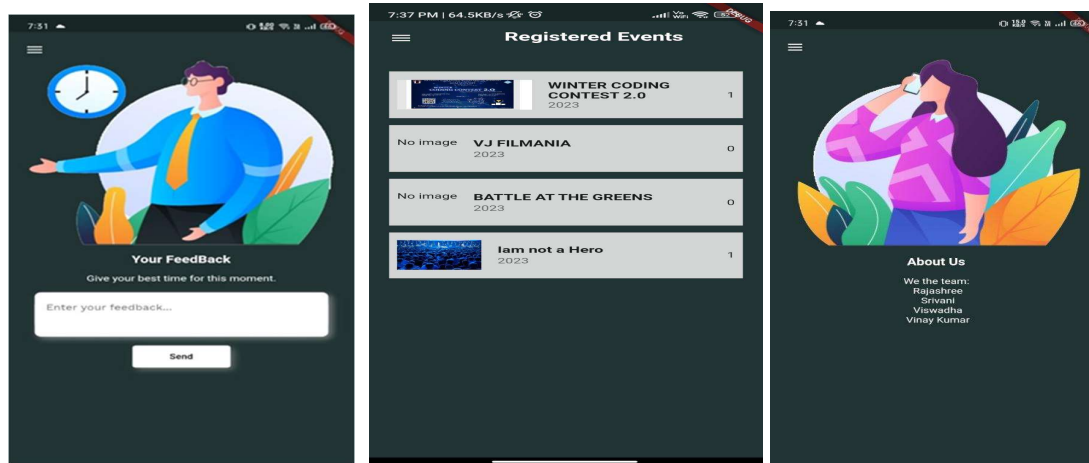 7:31
Your FeedBack
Give your best time for this moment.
Enter your feedback...
Send
7:37 PM | 64.5KB/s
Registered Events
WINTER CODING
CONTEST 2.0
2023
1
No image
VJ FILMANIA
2023
0
No image
BATTLE AT THE GREENS
2023
0
Iam not a Hero
2023
1
7:31
About Us
We the team:
Rajashree
Srivani
Viswadha
Vinay Kumar